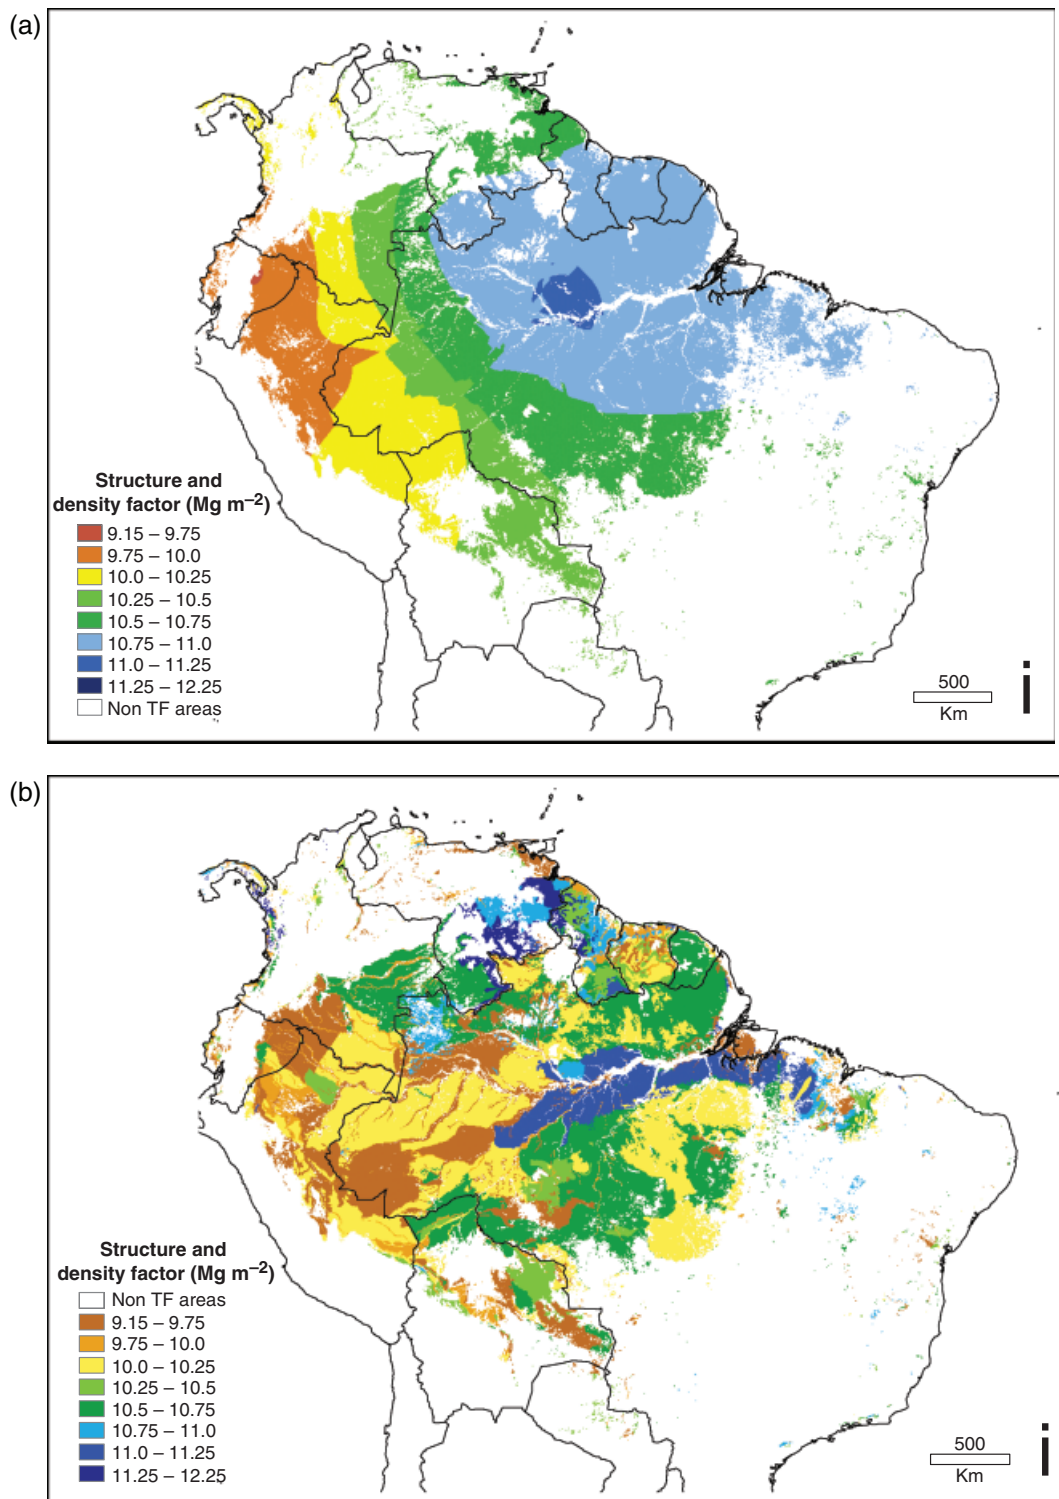 (a)
Structure and
density factor (Mg m⁻²)
9.15 – 9.75
9.75 – 10.0
10.0 – 10.25
10.25 – 10.5
10.5 – 10.75
10.75 – 11.0
11.0 – 11.25
11.25 – 12.25
Non TF areas
500
Km
i
(b)
Structure and
density factor (Mg m⁻²)
Non TF areas
9.15 – 9.75
9.75 – 10.0
10.0 – 10.25
10.25 – 10.5
10.5 – 10.75
10.75 – 11.0
11.0 – 11.25
11.25 – 12.25
500
Km
i